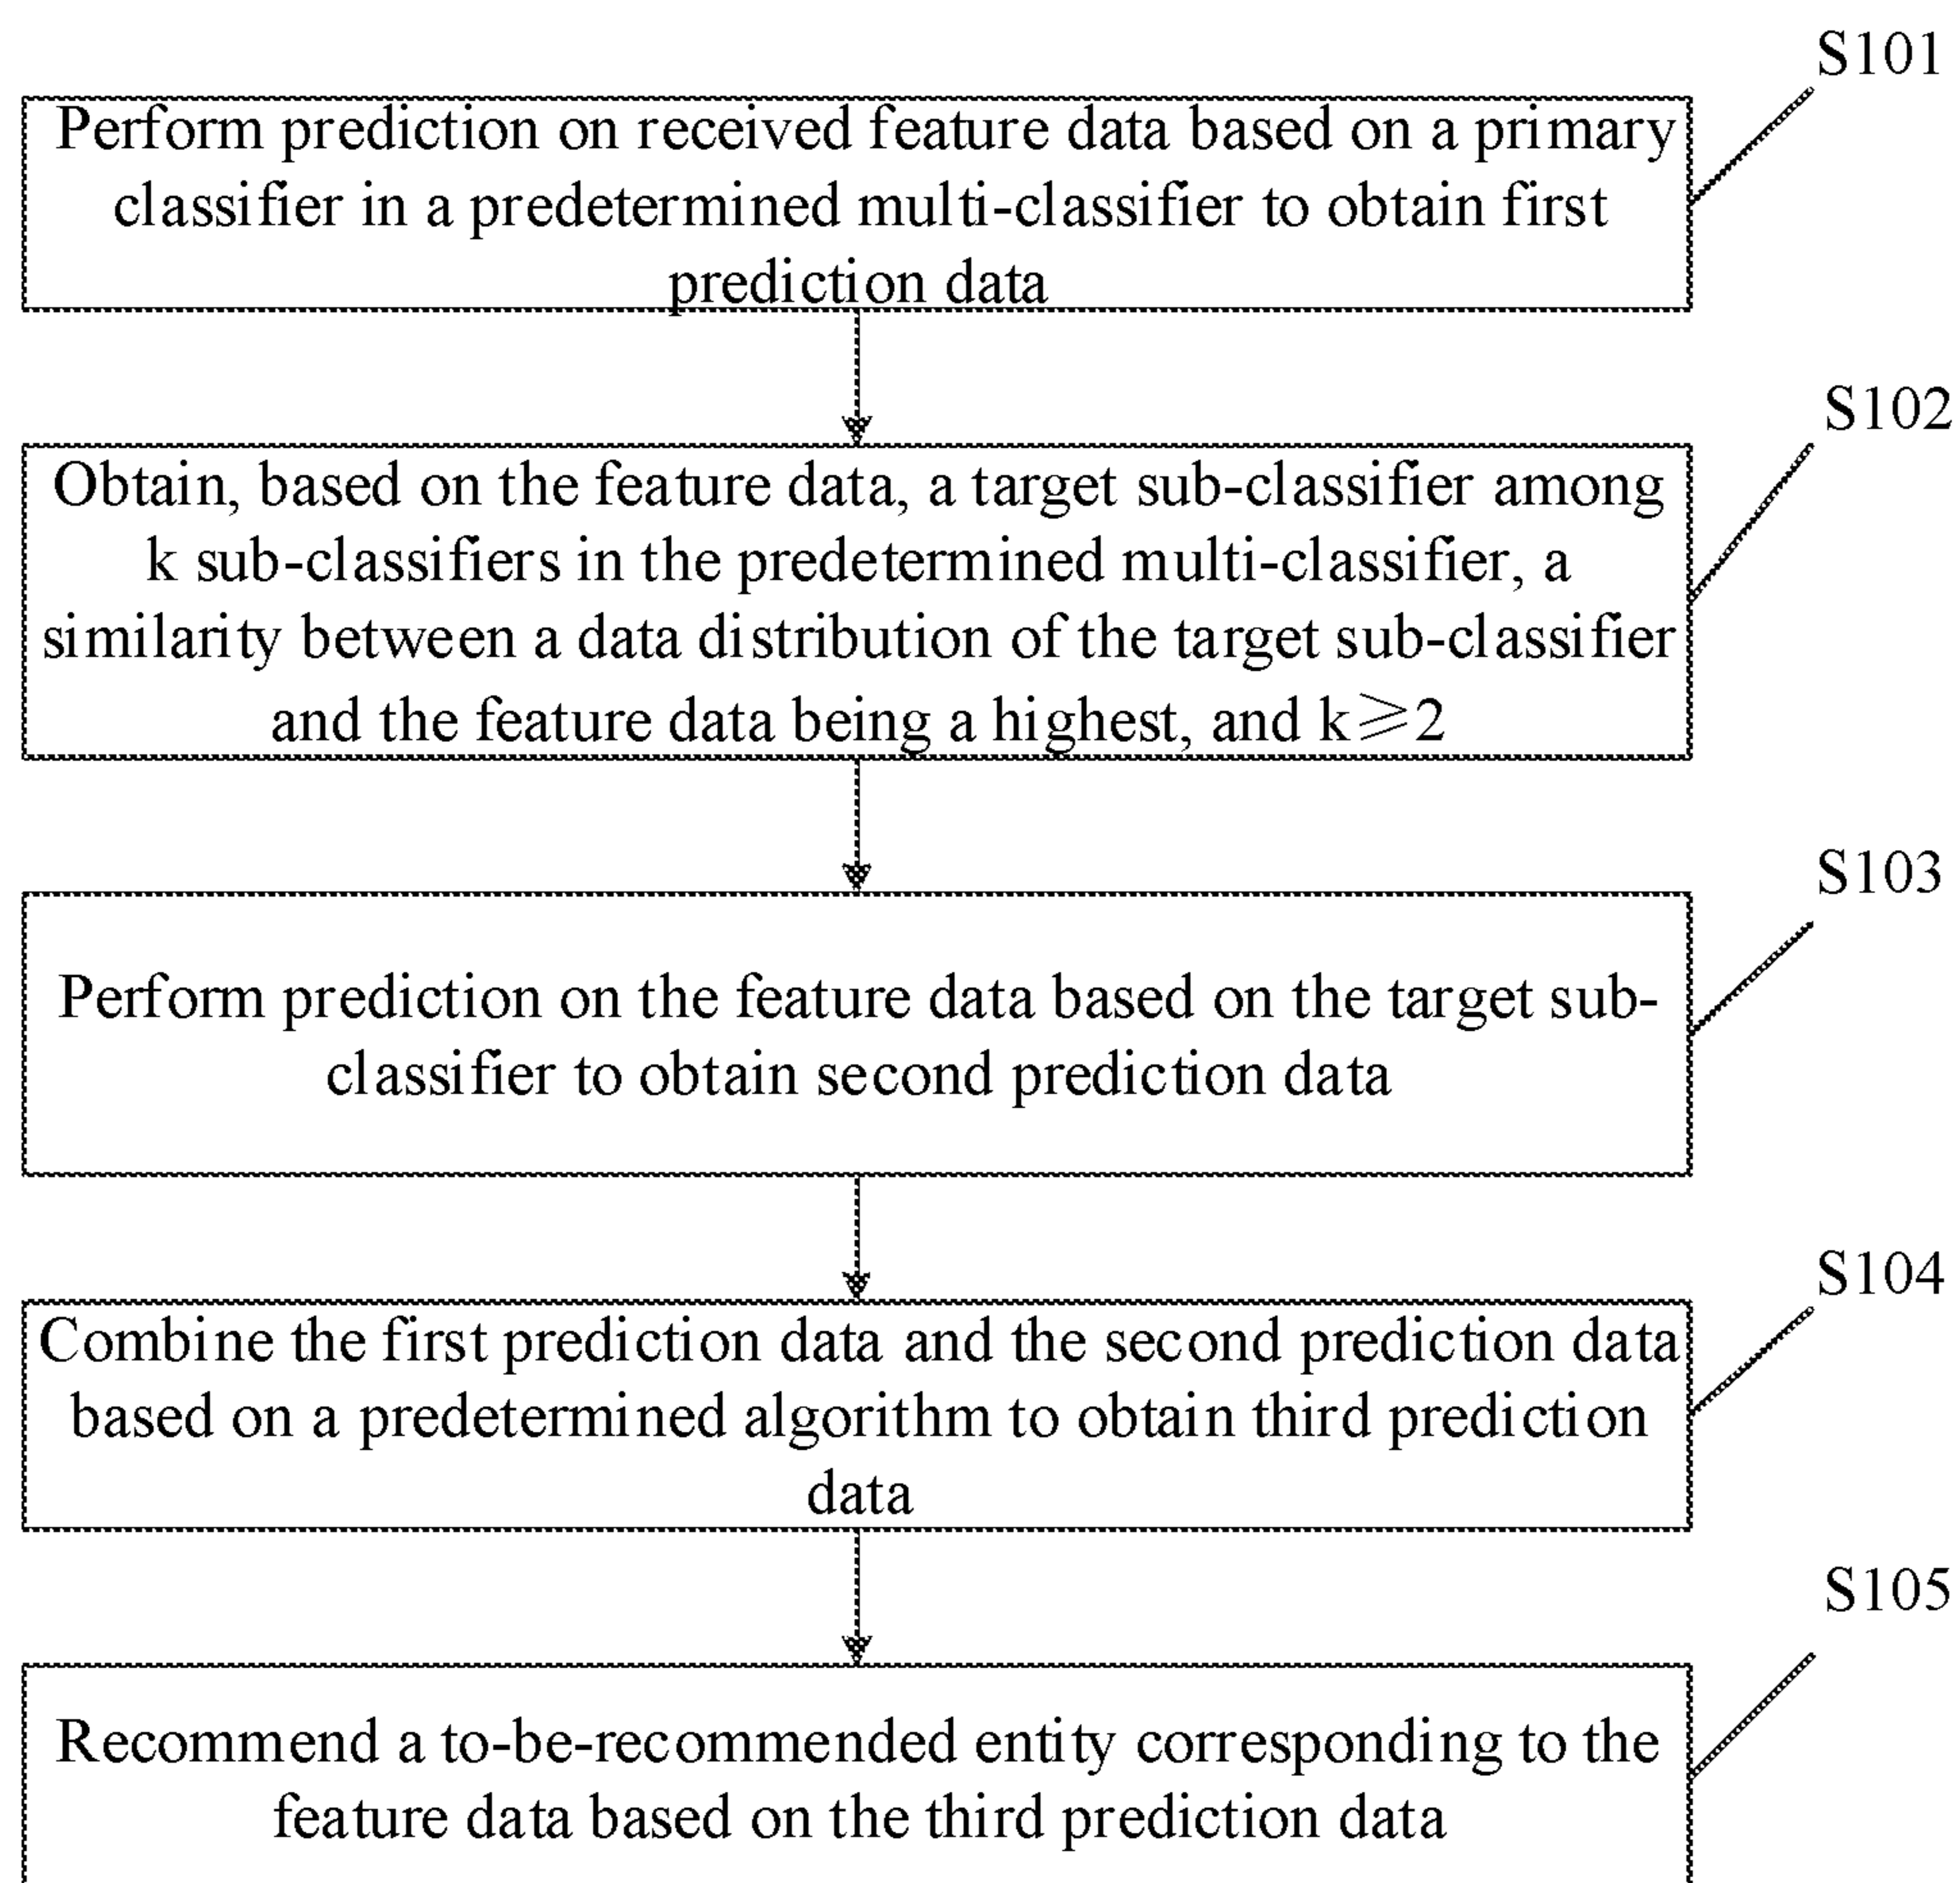 S101
Perform prediction on received feature data based on a primary
classifier in a predetermined multi-classifier to obtain first
prediction data
S102
Obtain, based on the feature data, a target sub-classifier among
k sub-classifiers in the predetermined multi-classifier, a
similarity between a data distribution of the target sub-classifier
and the feature data being a highest, and k⩾2
S103
Perform prediction on the feature data based on the target sub-
classifier to obtain second prediction data
S104
Combine the first prediction data and the second prediction data
based on a predetermined algorithm to obtain third prediction
data
S105
Recommend a to-be-recommended entity corresponding to the
feature data based on the third prediction data